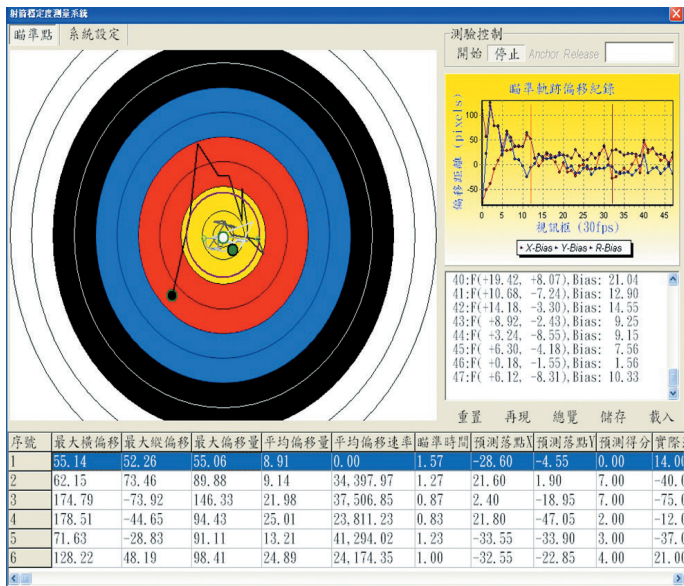 射箭穩定度測量系統
瞄準點 系統設定
測驗控制
開始 停止 Anchor Release
瞄準軌跡偏移紀錄
偏移距離 (pixels)
100
50
0
-50
0 5 10 15 20 25 30 35 40 45
視訊框 (30fps)
X-Bias Y-Bias R-Bias
40:F(+19.42, +8.07),Bias: 21.04
41:F(+10.68, -7.24),Bias: 12.90
42:F(+14.18, -3.30),Bias: 14.55
43:F( +8.92, -2.43),Bias: 9.25
44:F( +3.24, -8.55),Bias: 9.15
45:F( +6.30, -4.18),Bias: 7.56
46:F( +0.18, -1.55),Bias: 1.56
47:F( +6.12, -8.31),Bias: 10.33
重置 再現 總覽 儲存 載入
序號 最大橫偏移 最大縱偏移 最大偏移量 平均偏移量 平均偏移速率 瞄準時間 預測落點X 預測落點Y 預測得分 實際
1 55.14 52.26 55.06 8.91 0.00 1.57 -28.60 -4.55 0.00 14.00
2 62.15 73.46 89.88 9.14 34,397.97 1.27 21.60 1.90 7.00 -40.
3 174.79 -73.92 146.33 21.98 37,506.85 0.87 2.40 -18.95 7.00 -75.
4 178.51 -44.65 94.43 25.01 23,811.23 0.83 21.80 -47.05 2.00 -12.
5 71.63 -28.83 91.11 13.21 41,294.02 1.23 -33.55 -33.90 3.00 -37.
6 128.22 48.19 98.41 24.89 24,174.35 1.00 -32.55 -22.85 4.00 21.00